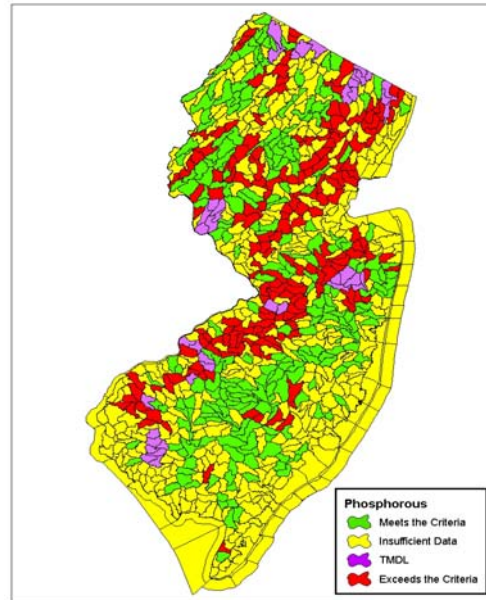 Phosphorous
Meets the Criteria
Insufficient Data
TMDL
Exceeds the Criteria